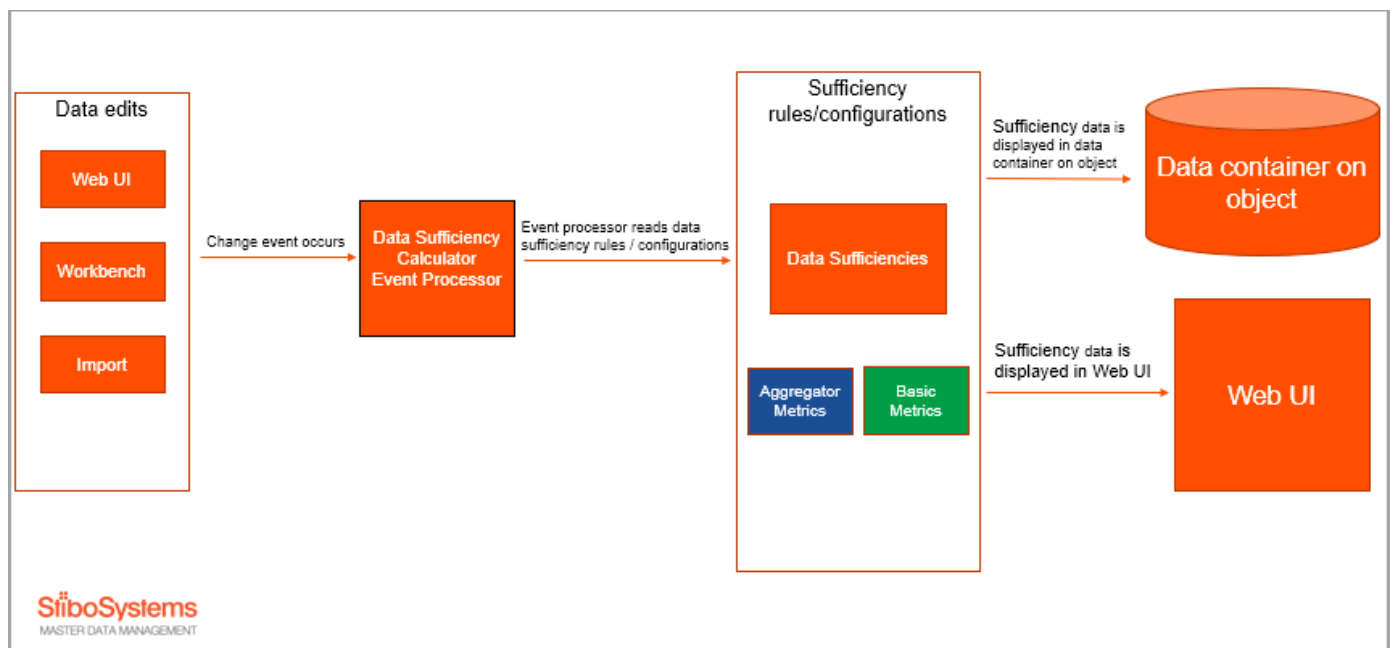 Data edits
Web UI
Workbench
Import
Change event occurs
Data Sufficiency
Calculator
Event Processor
Event processor reads data
sufficiency rules / configurations
Sufficiency
rules/configurations
Data Sufficiencies
Aggregator
Metrics
Basic
Metrics
Sufficiency data is
displayed in data
container on object
Data container on
object
Sufficiency data is
displayed in Web UI
Web UI
StiboSystems
MASTER DATA MANAGEMENT